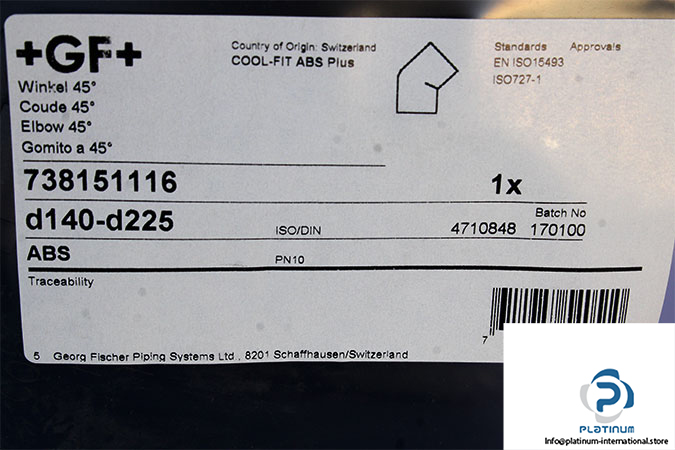 +GF+
Country of Origin: Switzerland
COOL-FIT ABS Plus
Standards Approvals
EN ISO15493
ISO727-1
Winkel 45°
Coude 45°
Elbow 45°
Gomito a 45°
738151116
1x
d140-d225
ISO/DIN
Batch No
4710848 170100
ABS
PN10
Traceability
7
5 Georg Fischer Piping Systems Ltd., 8201 Schaffhausen/Switzerland
PLATINUM
Info@platinum-international.store